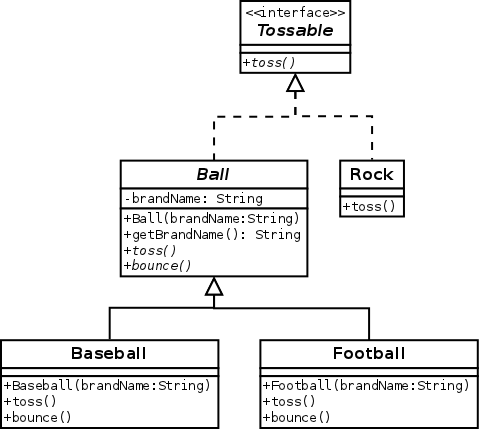 <<interface>>
Tossable
+toss()
Ball
-brandName: String
+Ball(brandName:String)
+getBrandName(): String
+toss()
+bounce()
Rock
+toss()
Baseball
+Baseball(brandName:String)
+toss()
+bounce()
Football
+Football(brandName:String)
+toss()
+bounce()